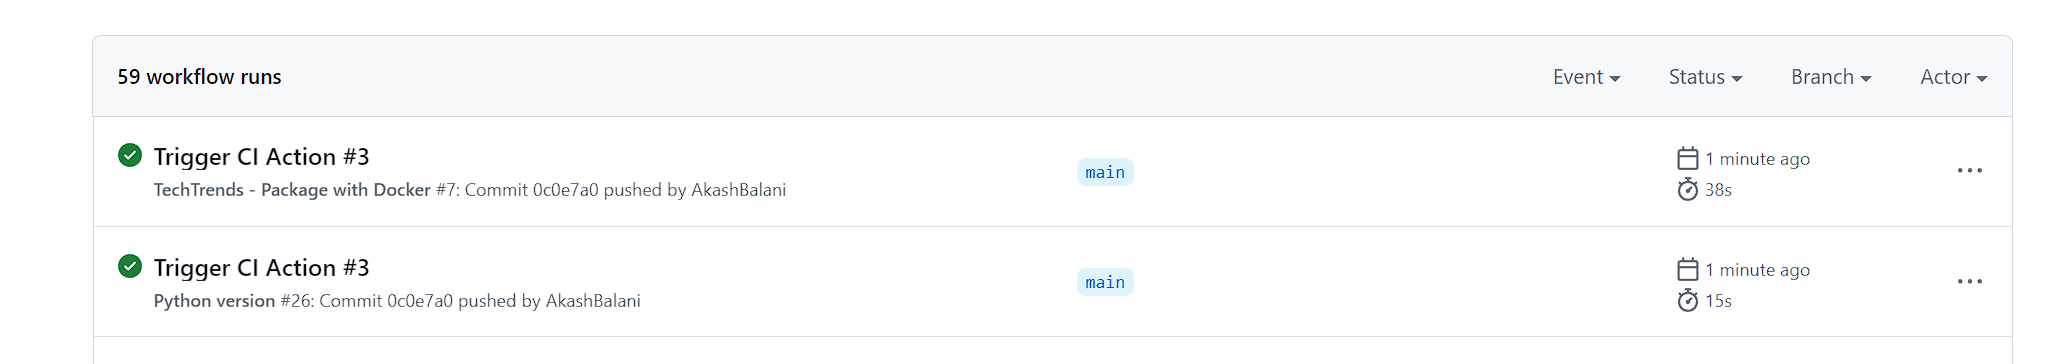 59 workflow runs
Event
Status
Branch
Actor
Trigger CI Action #3
TechTrends - Package with Docker #7: Commit 0c0e7a0 pushed by AkashBalani
main
1 minute ago
38s
Trigger CI Action #3
Python version #26: Commit 0c0e7a0 pushed by AkashBalani
main
1 minute ago
15s